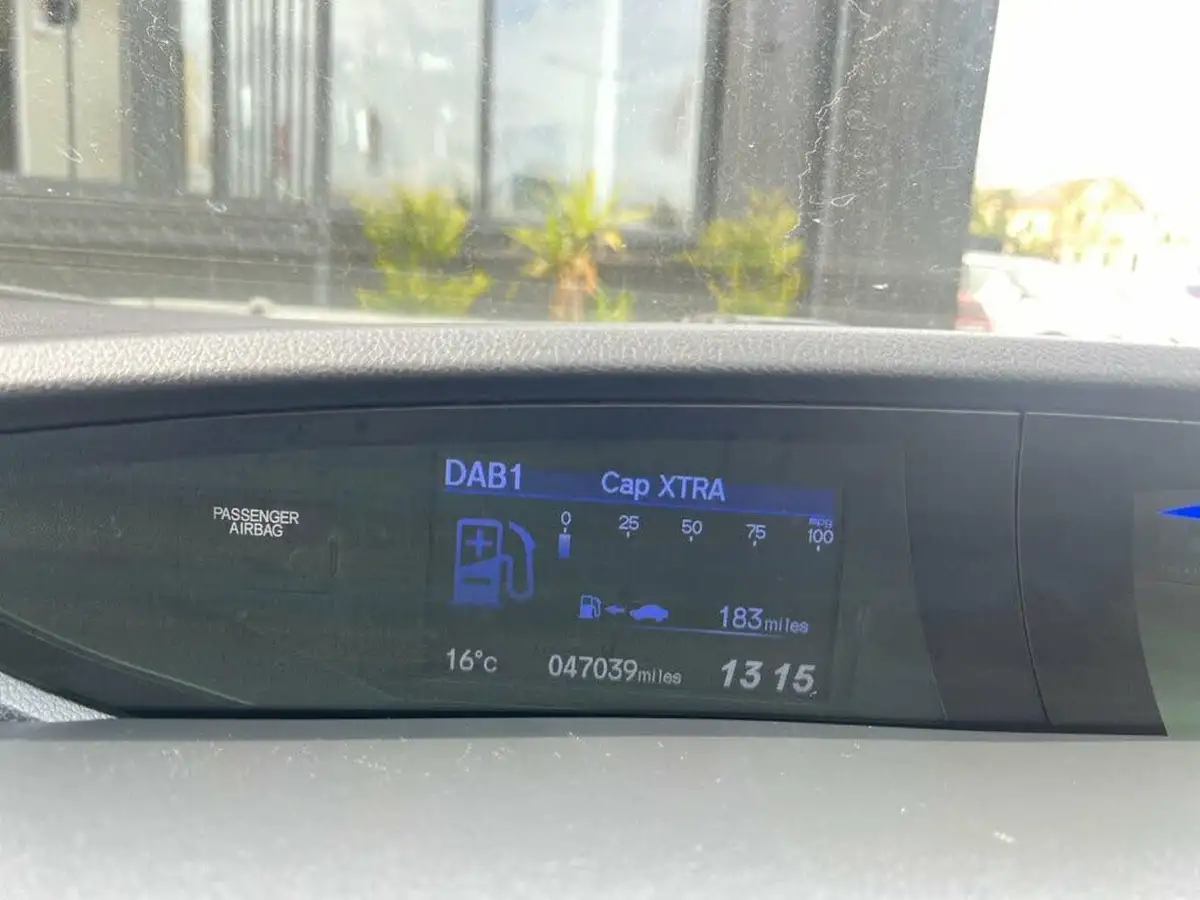 DAB1 Cap XTRA
PASSENGER
AIRBAG
0 25 50 75 100
mpg
183miles
16°c 047039miles 13 15